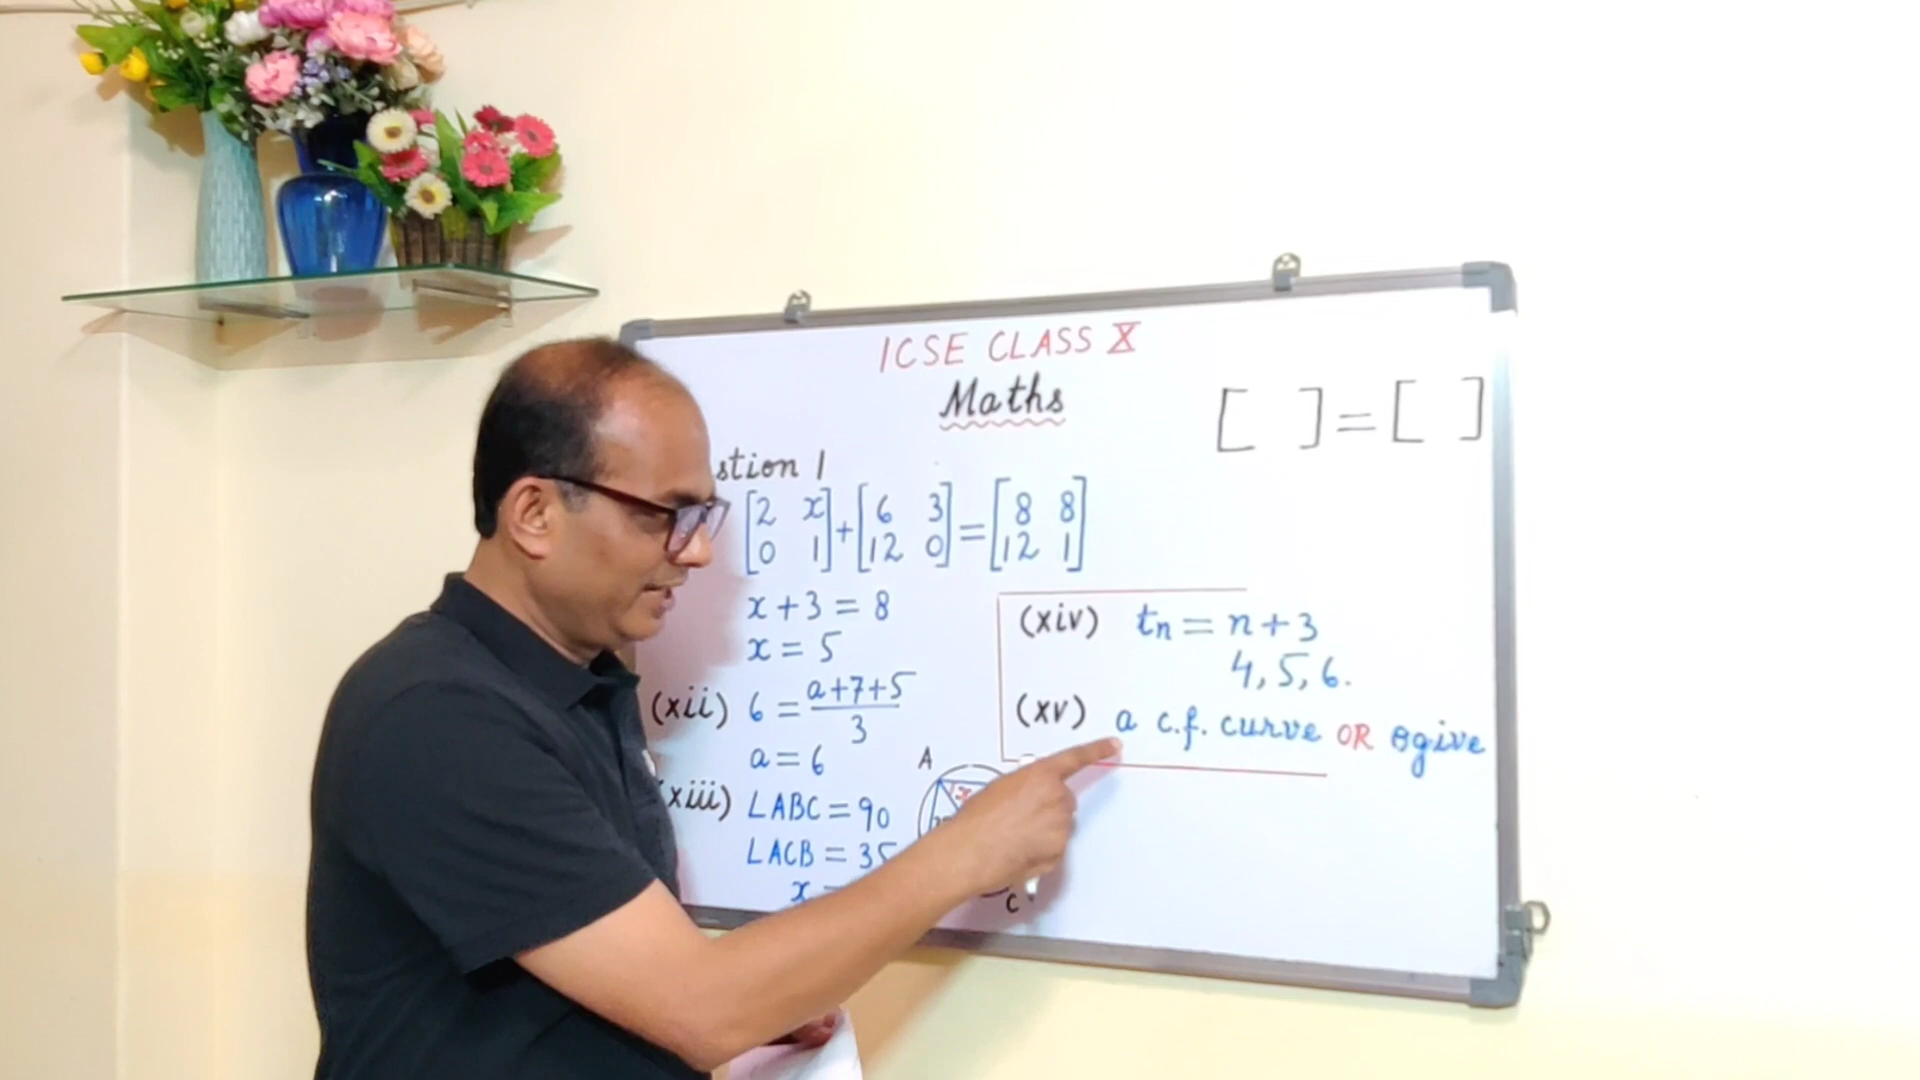 ICSE CLASS X
Maths
[ ] = [ ]
stion 1
[2 x
0 1] + [6 3
12 0] = [8 8
12 1]
x + 3 = 8
x = 5
(xii) 6 = a+7+5
3
a = 6
xiii) ∠ABC = 90
∠ACB = 35
x =
A
x
C
(xiv) tn = n + 3
4, 5, 6.
(xv) a c.f. curve OR ogive